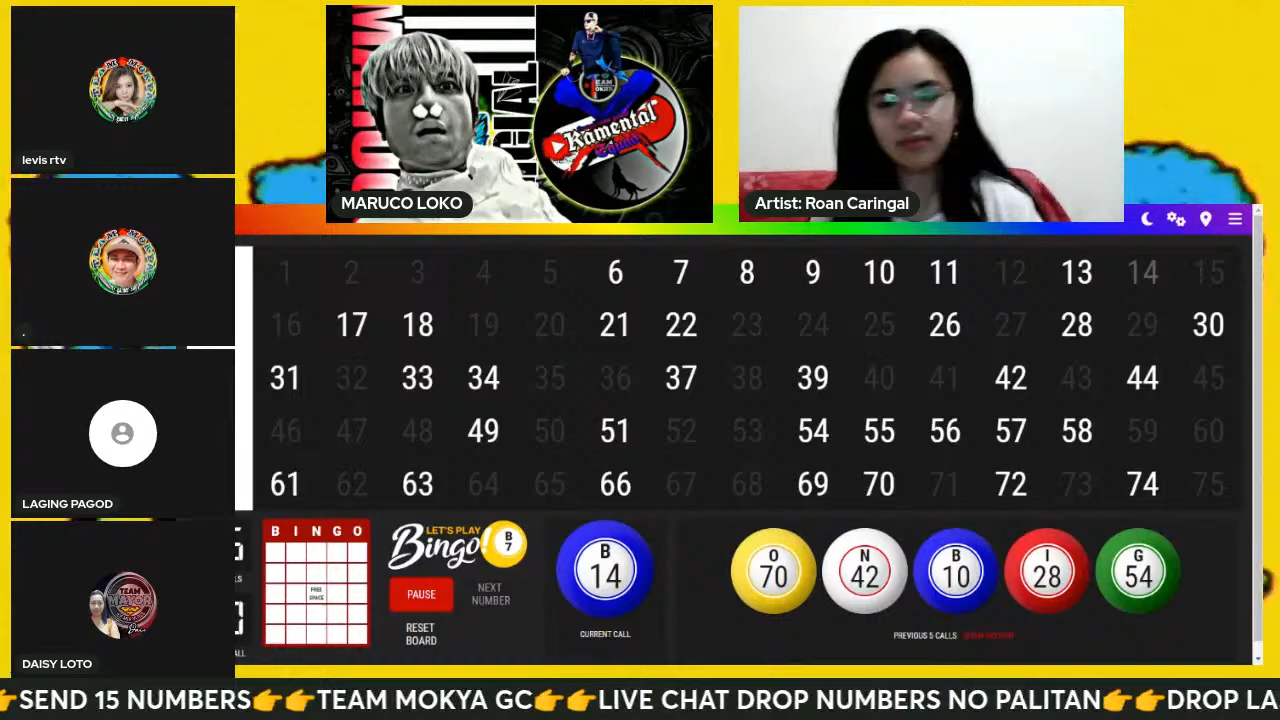 levis rtv
.
LAGING PAGOD
DAISY LOTO
MARUCO LOKO
Kamental
Squad
Artist: Roan Caringal
1 2 3 4 5 6 7 8 9 10 11 12 13 14 15
16 17 18 19 20 21 22 23 24 25 26 27 28 29 30
31 32 33 34 35 36 37 38 39 40 41 42 43 44 45
46 47 48 49 50 51 52 53 54 55 56 57 58 59 60
61 62 63 64 65 66 67 68 69 70 71 72 73 74 75
B I N G O
FREE
SPACE
LET'S PLAY
Bingo!
B
7
PAUSE
NEXT
NUMBER
RESET
BOARD
B
14
CURRENT CALL
O
70
N
42
B
10
I
28
G
54
PREVIOUS 5 CALLS
👉SEND 15 NUMBERS👉👉TEAM MOKYA GC👉👉LIVE CHAT DROP NUMBERS NO PALITAN👉👉DROP LA